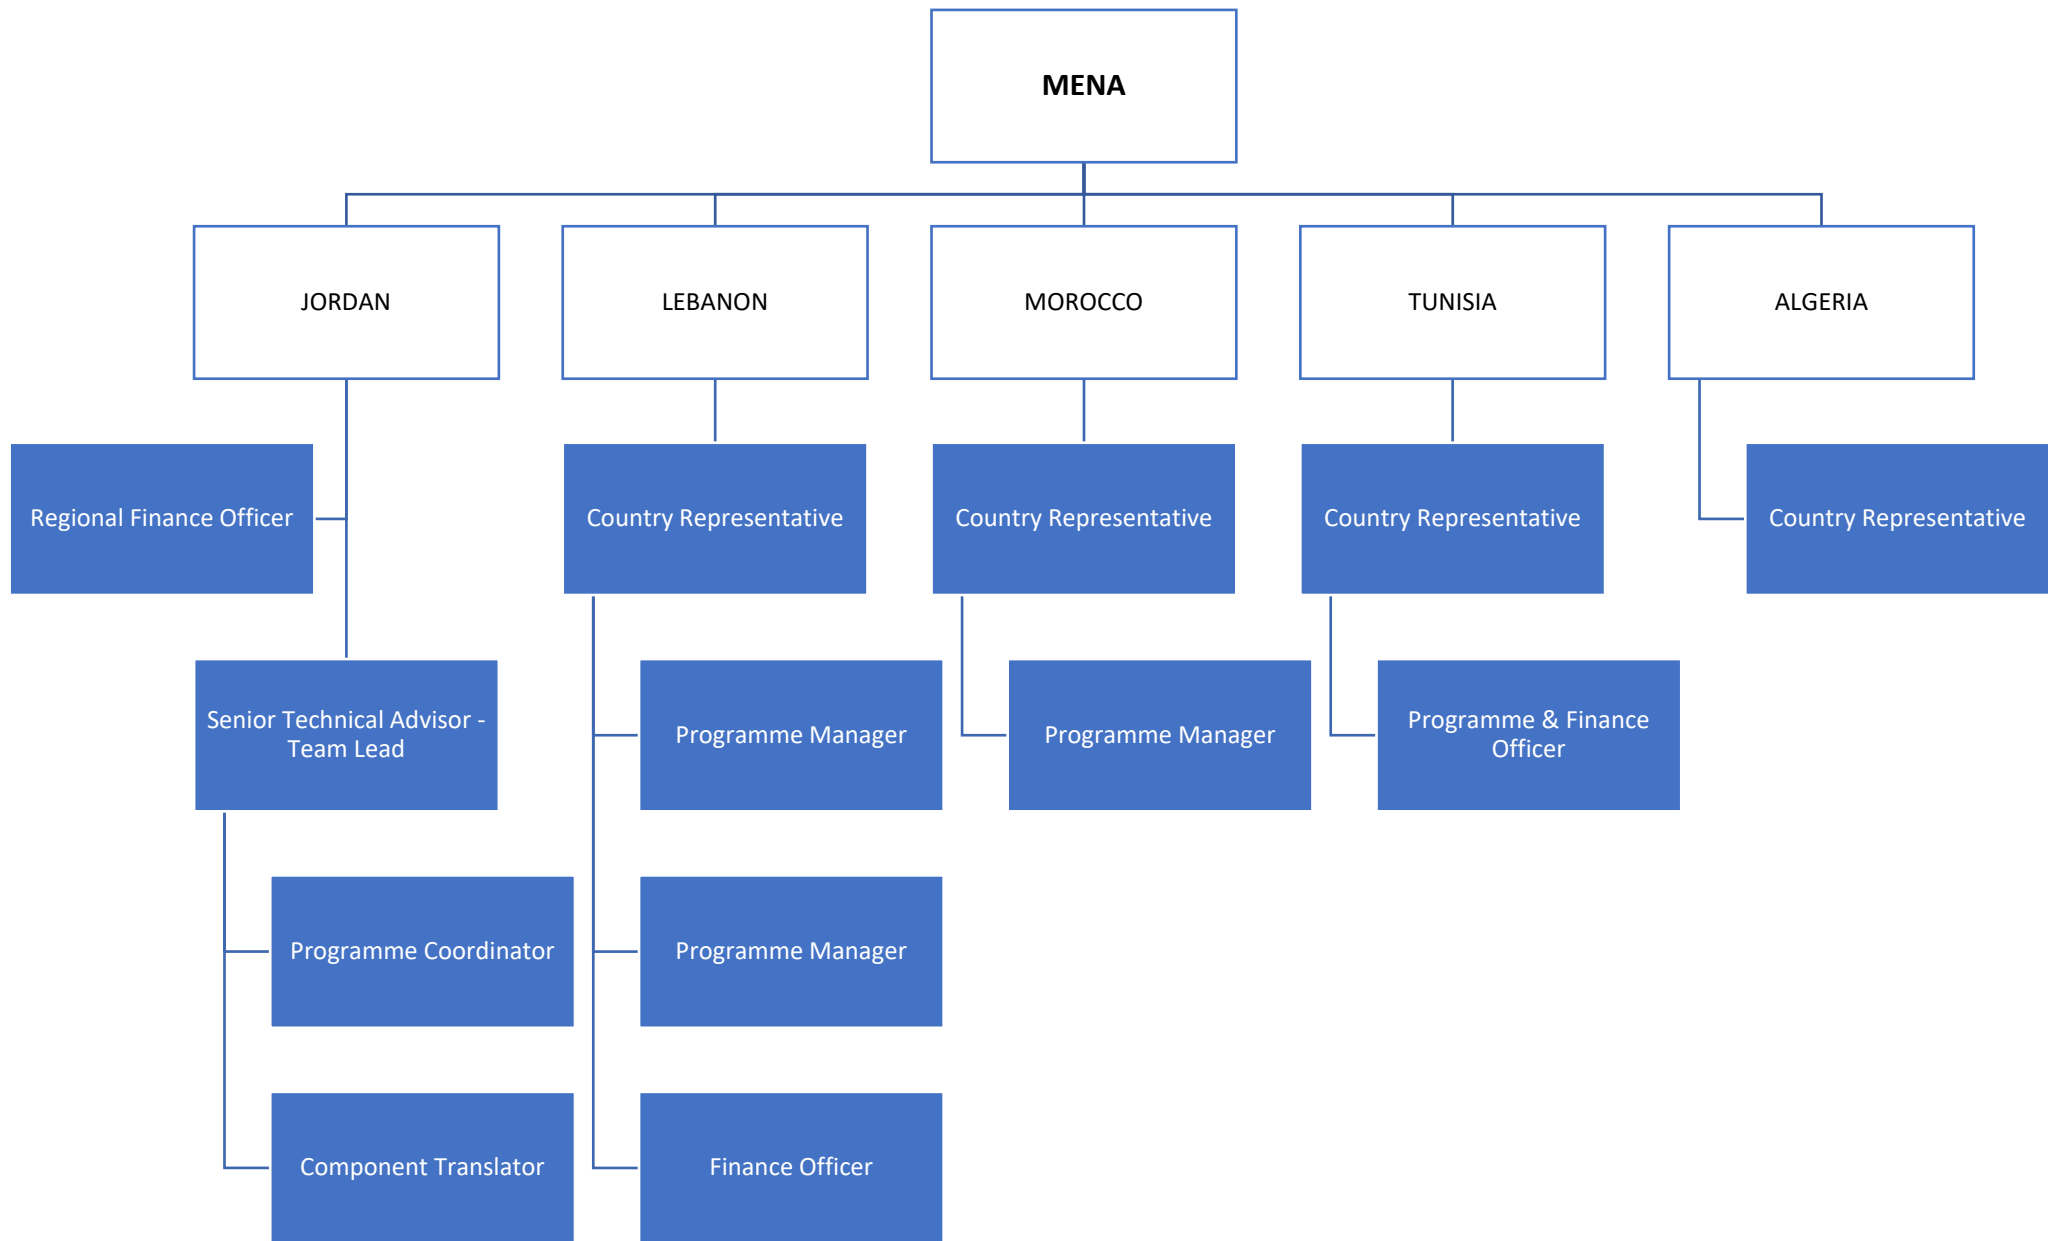 MENA
JORDAN
LEBANON
MOROCCO
TUNISIA
ALGERIA
Regional Finance Officer
Country Representative
Country Representative
Country Representative
Country Representative
Senior Technical Advisor -
Team Lead
Programme Manager
Programme Manager
Programme & Finance
Officer
Programme Coordinator
Programme Manager
Component Translator
Finance Officer